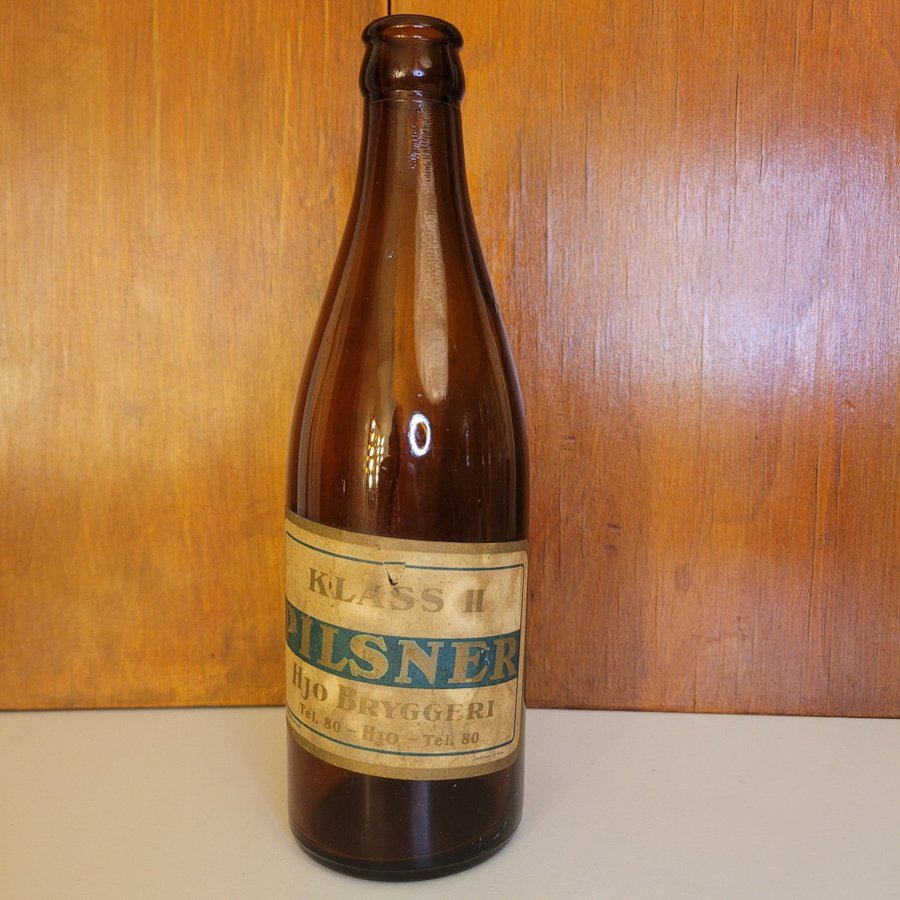 KLASS II
PILSNER
HJO BRYGGERI
Tel. 80 – HJO – Tel. 80